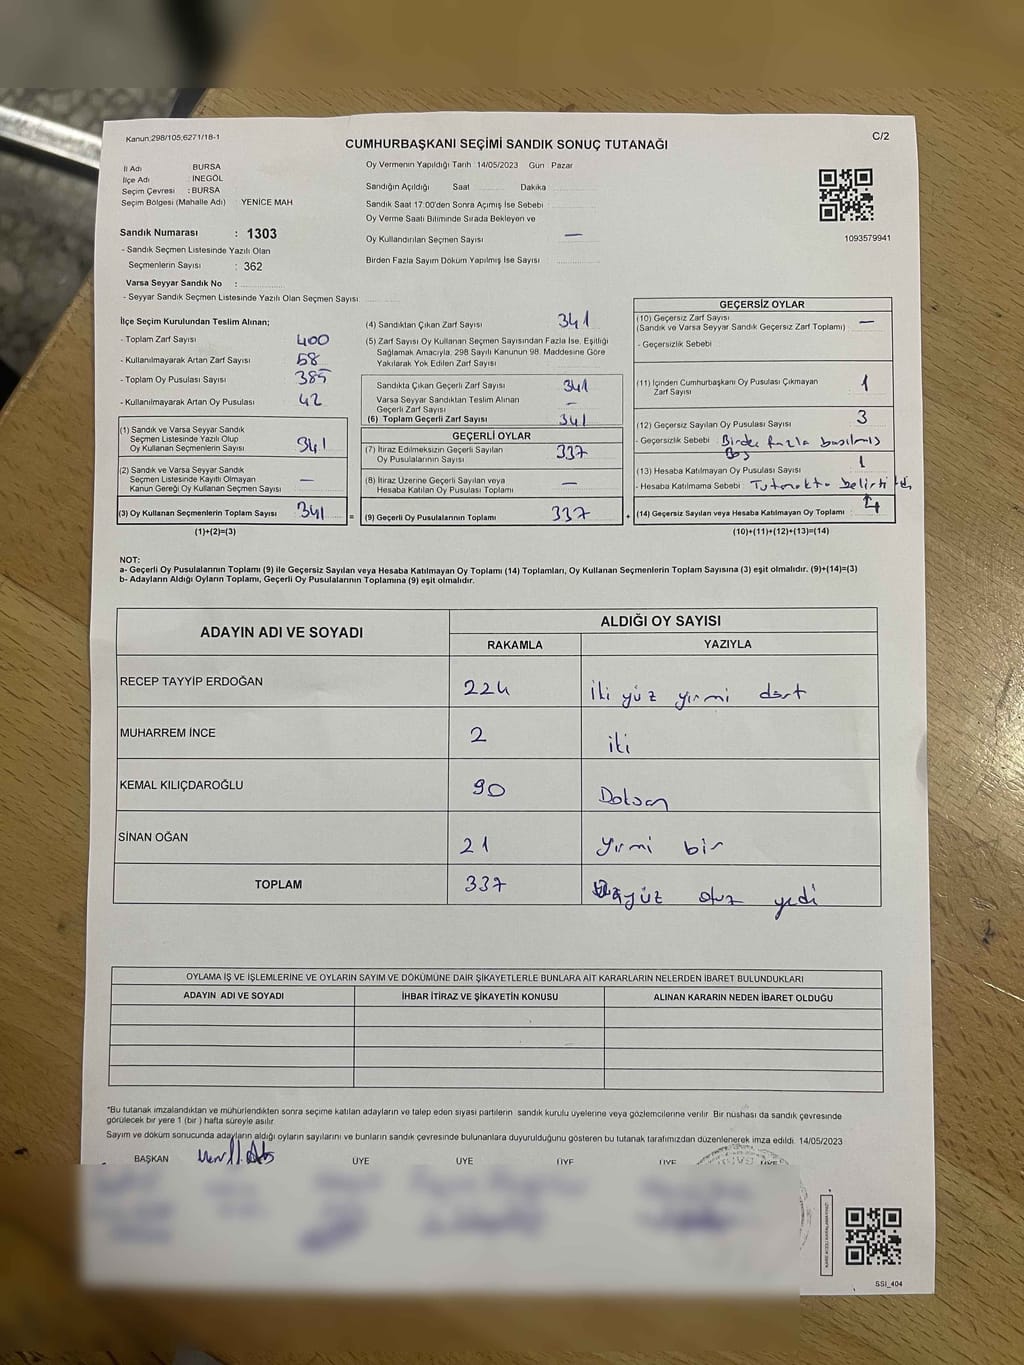 Kanun:298/105,6271/18-1
C/2
CUMHURBAŞKANI SEÇİMİ SANDIK SONUÇ TUTANAĞI
İl Adı : BURSA
İlçe Adı : İNEGÖL
Seçim Çevresi : BURSA
Seçim Bölgesi (Mahalle Adı) YENİCE MAH
Sandık Numarası : 1303
- Sandık Seçmen Listesinde Yazılı Olan
Seçmenlerin Sayısı : 362
Varsa Seyyar Sandık No :
- Seyyar Sandık Seçmen Listesinde Yazılı Olan Seçmen Sayısı
Oy Vermenin Yapıldığı Tarih 14/05/2023 Gün Pazar
Sandığın Açıldığı Saat Dakika
Sandık Saat 17:00'den Sonra Açımış İse Sebebi
Oy Verme Saati Bitiminde Sırada Bekleyen ve
Oy Kullandırılan Seçmen Sayısı —
Birden Fazla Sayım Döküm Yapılmış İse Sayısı
1093579941
İlçe Seçim Kurulundan Teslim Alınan;
- Toplam Zarf Sayısı 400
- Kullanılmayarak Artan Zarf Sayısı 58
- Toplam Oy Pusulası Sayısı 385
- Kullanılmayarak Artan Oy Pusulası 42
(1) Sandık ve Varsa Seyyar Sandık
Seçmen Listesinde Yazılı Olup
Oy Kullanan Seçmenlerin Sayısı 341
(2) Sandık ve Varsa Seyyar Sandık
Seçmen Listesinde Kayıtlı Olmayan
Kanun Gereği Oy Kullanan Seçmen Sayısı —
(3) Oy Kullanan Seçmenlerin Toplam Sayısı 341
(1)+(2)=(3)
(4) Sandıktan Çıkan Zarf Sayısı 341
(5) Zarf Sayısı Oy Kullanan Seçmen Sayısından Fazla İse, Eşitliği
Sağlamak Amacıyla, 298 Sayılı Kanunun 98. Maddesine Göre
Yakılarak Yok Edilen Zarf Sayısı
Sandıkta Çıkan Geçerli Zarf Sayısı 341
Varsa Seyyar Sandıktan Teslim Alınan
Geçerli Zarf Sayısı —
(6) Toplam Geçerli Zarf Sayısı 341
GEÇERLİ OYLAR
(7) İtiraz Edilmeksizin Geçerli Sayılan
Oy Pusulalarının Sayısı 337
(8) İtiraz Üzerine Geçerli Sayılan veya
Hesaba Katılan Oy Pusulası Toplamı —
= (9) Geçerli Oy Pusulalarının Toplamı 337 +
GEÇERSİZ OYLAR
(10) Geçersiz Zarf Sayısı
(Sandık ve Varsa Seyyar Sandık Geçersiz Zarf Toplamı) —
- Geçersizlik Sebebi
(11) İçinden Cumhurbaşkanı Oy Pusulası Çıkmayan
Zarf Sayısı 1
(12) Geçersiz Sayılan Oy Pusulası Sayısı 3
- Geçersizlik Sebebi Birden fazla basılmış
Boş
(13) Hesaba Katılmayan Oy Pusulası Sayısı 1
- Hesaba Katılmama Sebebi Tutanakta belirtildi
(14) Geçersiz Sayılan veya Hesaba Katılmayan Oy Toplamı 4
(10)+(11)+(12)+(13)=(14)
NOT:
a- Geçerli Oy Pusulalarının Toplamı (9) ile Geçersiz Sayılan veya Hesaba Katılmayan Oy Toplamı (14) Toplamları, Oy Kullanan Seçmenlerin Toplam Sayısına (3) eşit olmalıdır. (9)+(14)=(3)
b- Adayların Aldığı Oyların Toplamı, Geçerli Oy Pusulalarının Toplamına (9) eşit olmalıdır.
ADAYIN ADI VE SOYADI ALDIĞI OY SAYISI
RAKAMLA YAZIYLA
RECEP TAYYİP ERDOĞAN 224 iki yüz yirmi dört
MUHARREM İNCE 2 iki
KEMAL KILIÇDAROĞLU 90 Doksan
SİNAN OĞAN 21 yirmi bir
TOPLAM 337 yüz otuz yedi
OYLAMA İŞ VE İŞLEMLERİNE VE OYLARIN SAYIM VE DÖKÜMÜNE DAİR ŞİKAYETLERLE BUNLARA AİT KARARLARIN NELERDEN İBARET BULUNDUKLARI
ADAYIN ADI VE SOYADI İHBAR İTİRAZ VE ŞİKAYETİN KONUSU ALINAN KARARIN NEDEN İBARET OLDUĞU
*Bu tutanak imzalandıktan ve mühürlendikten sonra seçime katılan adayların ve talep eden siyasi partilerin sandık kurulu üyelerine veya gözlemcilerine verilir. Bir nüshası da sandık çevresinde
görülecek bir yere 1 (bir ) hafta süreyle asılır.
Sayım ve döküm sonucunda adayların aldığı oyların sayılarını ve bunların sandık çevresinde bulunanlara duyurulduğunu gösteren bu tutanak tarafımızdan düzenlenerek imza edildi. 14/05/2023
BAŞKAN ÜYE ÜYE ÜYE ÜYE ÜYE
SSI_404